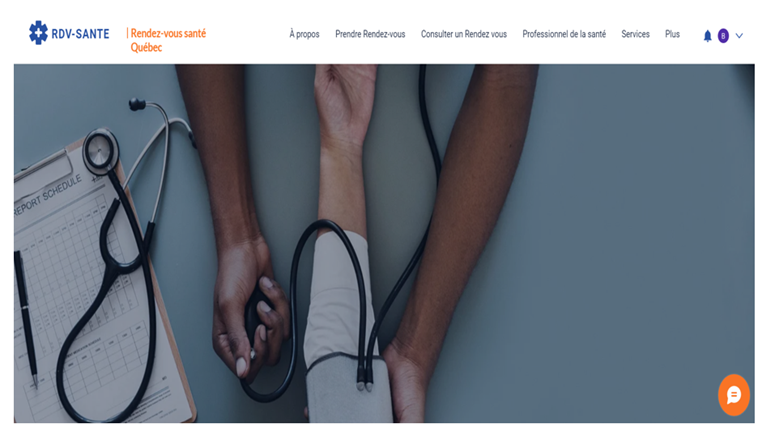 RDV-SANTE
Rendez-vous santé
Québec
À propos
Prendre Rendez-vous
Consulter un Rendez vous
Professionnel de la santé
Services
Plus
B
REPORT SCHEDULE